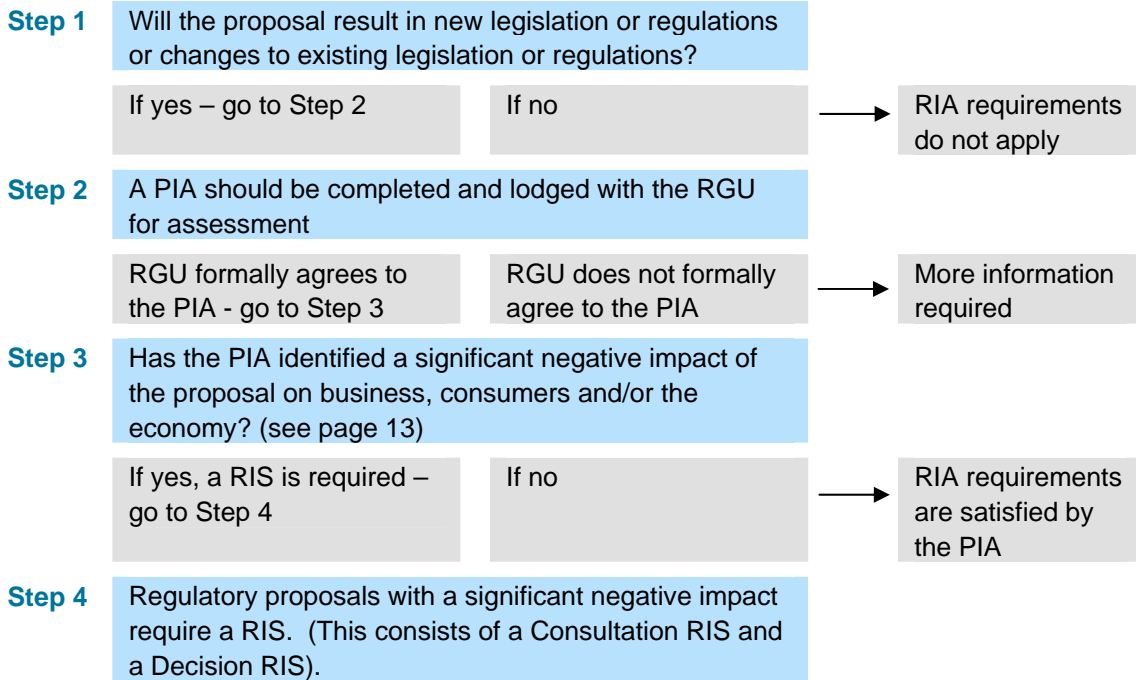 Step 1
Will the proposal result in new legislation or regulations
or changes to existing legislation or regulations?
If yes – go to Step 2
If no
RIA requirements
do not apply
Step 2
A PIA should be completed and lodged with the RGU
for assessment
RGU formally agrees to
the PIA - go to Step 3
RGU does not formally
agree to the PIA
More information
required
Step 3
Has the PIA identified a significant negative impact of
the proposal on business, consumers and/or the
economy? (see page 13)
If yes, a RIS is required –
go to Step 4
If no
RIA requirements
are satisfied by
the PIA
Step 4
Regulatory proposals with a significant negative impact
require a RIS.  (This consists of a Consultation RIS and
a Decision RIS).